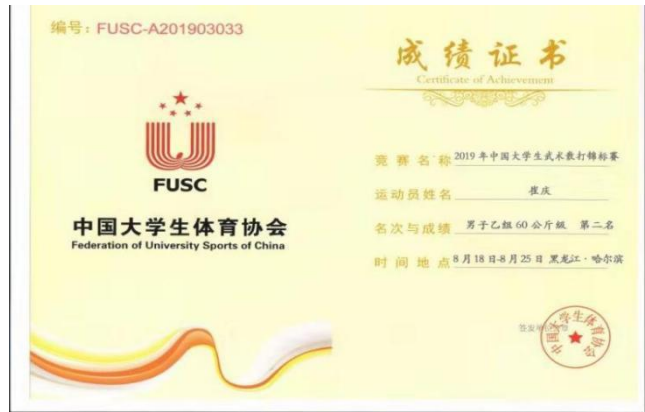 编号：FUSC-A201903033
FUSC
中国大学生体育协会
Federation of University Sports of China
成绩证书
Certificate of Achievement
竞赛名称 2019年中国大学生武术散打锦标赛
运动员姓名 崔庆
名次与成绩 男子乙组60公斤级 第二名
时间地点 8月18日-8月25日 黑龙江·哈尔滨
中国大学生体育协会